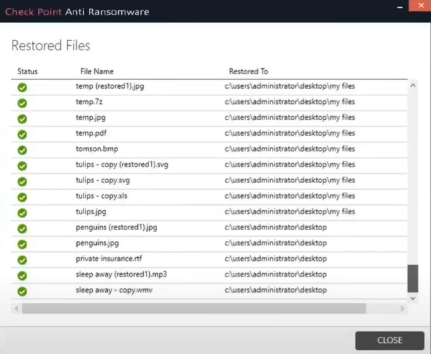 Check Point Anti Ransomware
Restored Files
Status File Name Restored To
temp (restored1).jpg c:\users\administrator\desktop\my files
temp.7z c:\users\administrator\desktop\my files
temp.jpg c:\users\administrator\desktop\my files
temp.pdf c:\users\administrator\desktop\my files
tomson.bmp c:\users\administrator\desktop\my files
tulips - copy (restored1).svg c:\users\administrator\desktop\my files
tulips - copy.svg c:\users\administrator\desktop\my files
tulips - copy.xls c:\users\administrator\desktop\my files
tulips.jpg c:\users\administrator\desktop\my files
penguins (restored1).jpg c:\users\administrator\desktop
penguins.jpg c:\users\administrator\desktop
private insurance.rtf c:\users\administrator\desktop
sleep away (restored1).mp3 c:\users\administrator\desktop
sleep away - copy.wmv c:\users\administrator\desktop
CLOSE